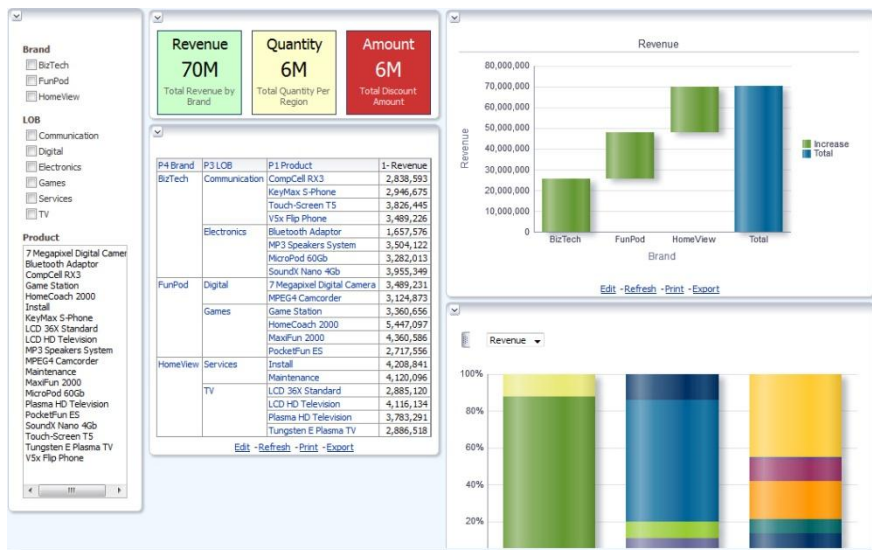 Brand
BizTech
FunPod
HomeView
LOB
Communication
Digital
Electronics
Games
Services
TV
Product
7 Megapixel Digital Camer
Bluetooth Adaptor
CompCell RX3
Game Station
HomeCoach 2000
Install
KeyMax S-Phone
LCD 36X Standard
LCD HD Television
MP3 Speakers System
MPEG4 Camcorder
Maintenance
MaxiFun 2000
MicroPod 60Gb
Plasma HD Television
PocketFun ES
SoundX Nano 4Gb
Touch-Screen T5
Tungsten E Plasma TV
V5x Flip Phone
Revenue
70M
Total Revenue by
Brand
Quantity
6M
Total Quantity Per
Region
Amount
6M
Total Discount
Amount
P4 Brand P3 LOB P1 Product 1- Revenue
BizTech Communication CompCell RX3 2,838,593
KeyMax S-Phone 2,946,675
Touch-Screen T5 3,826,445
V5x Flip Phone 3,489,226
Electronics Bluetooth Adaptor 1,657,576
MP3 Speakers System 3,504,122
MicroPod 60Gb 3,282,013
SoundX Nano 4Gb 3,955,349
FunPod Digital 7 Megapixel Digital Camera 3,489,231
MPEG4 Camcorder 3,124,873
Games Game Station 3,360,656
HomeCoach 2000 5,447,097
MaxiFun 2000 4,360,586
PocketFun ES 2,717,556
HomeView Services Install 4,208,841
Maintenance 4,120,096
TV LCD 36X Standard 2,885,120
LCD HD Television 4,116,134
Plasma HD Television 3,783,291
Tungsten E Plasma TV 2,886,518
Edit -Refresh -Print -Export
Revenue
80,000,000
70,000,000
60,000,000
50,000,000
40,000,000
30,000,000
20,000,000
10,000,000
0
Revenue
BizTech FunPod HomeView Total
Brand
Increase
Total
Edit -Refresh -Print -Export
Revenue
100%
80%
60%
40%
20%